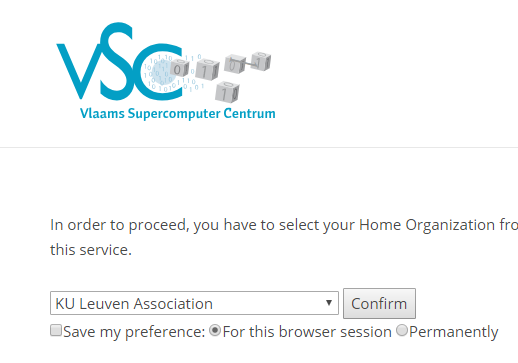 VSC
Vlaams Supercomputer Centrum
In order to proceed, you have to select your Home Organization fro
this service.
KU Leuven Association Confirm
Save my preference: For this browser session Permanently